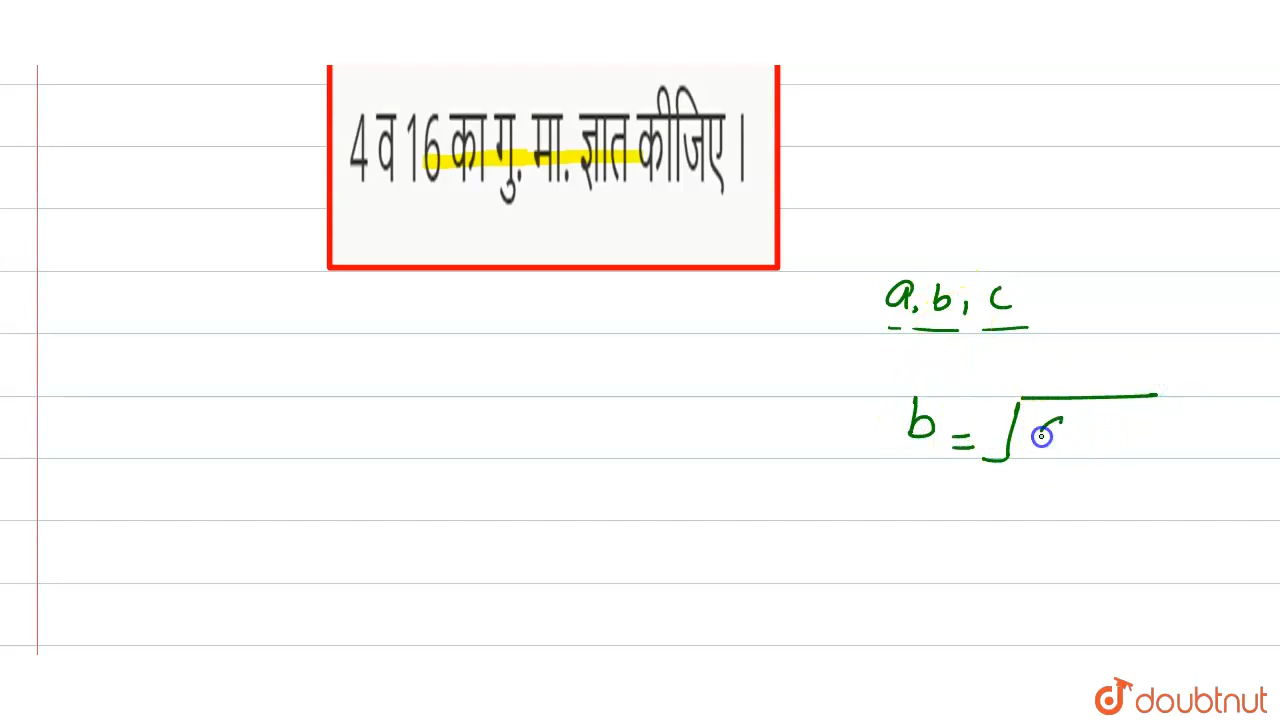 4 व 16 का गु. मा. ज्ञात कीजिए ।
a, b, c
b = √
doubtnut